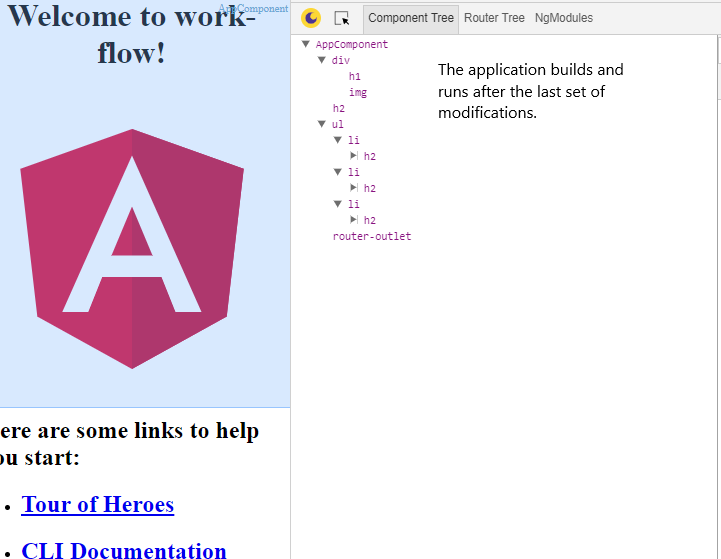 AppComponent
Welcome to work-
flow!
ere are some links to help
ou start:
Tour of Heroes
CLI Documentation
Component Tree Router Tree NgModules
AppComponent
div
h1
img
h2
ul
li
h2
li
h2
li
h2
router-outlet
The application builds and
runs after the last set of
modifications.